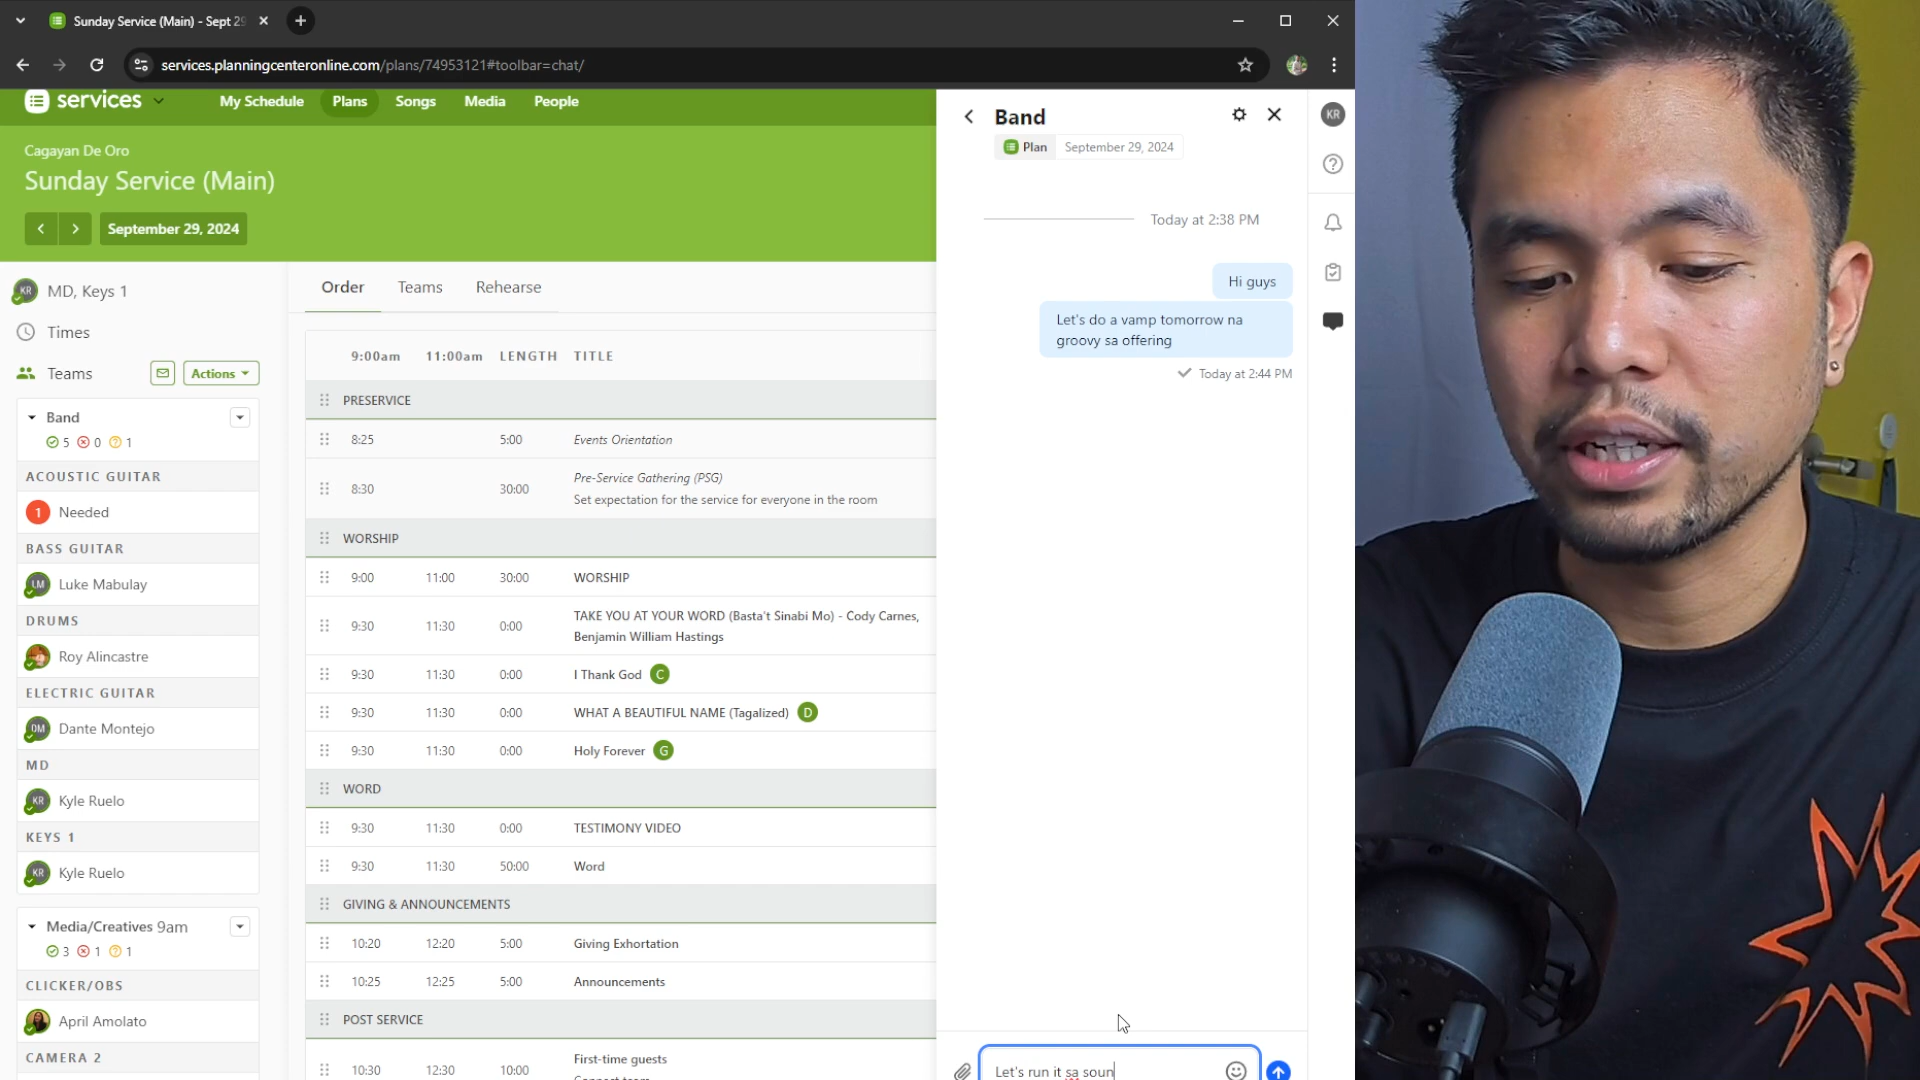 Sunday Service (Main) - Sept 29
services.planningcenteronline.com/plans/74953121#toolbar=chat/
services My Schedule Plans Songs Media People
Cagayan De Oro
Sunday Service (Main)
September 29, 2024
KR MD, Keys 1
Times
Teams Actions
Band
5 0 1
ACOUSTIC GUITAR
1 Needed
BASS GUITAR
LM Luke Mabulay
DRUMS
Roy Alincastre
ELECTRIC GUITAR
DM Dante Montejo
MD
KR Kyle Ruelo
KEYS 1
KR Kyle Ruelo
Media/Creatives 9am
3 1 1
CLICKER/OBS
April Amolato
CAMERA 2
Order Teams Rehearse
9:00am 11:00am LENGTH TITLE
PRESERVICE
8:25 5:00 Events Orientation
8:30 30:00 Pre-Service Gathering (PSG)
Set expectation for the service for everyone in the room
WORSHIP
9:00 11:00 30:00 WORSHIP
9:30 11:30 0:00 TAKE YOU AT YOUR WORD (Basta't Sinabi Mo) - Cody Carnes,
Benjamin William Hastings
9:30 11:30 0:00 I Thank God C
9:30 11:30 0:00 WHAT A BEAUTIFUL NAME (Tagalized) D
9:30 11:30 0:00 Holy Forever G
WORD
9:30 11:30 0:00 TESTIMONY VIDEO
9:30 11:30 50:00 Word
GIVING & ANNOUNCEMENTS
10:20 12:20 5:00 Giving Exhortation
10:25 12:25 5:00 Announcements
POST SERVICE
10:30 12:30 10:00 First-time guests
Connect team
Band
Plan September 29, 2024
Today at 2:38 PM
Hi guys
Let's do a vamp tomorrow na
groovy sa offering
Today at 2:44 PM
Let's run it sa soun
KR